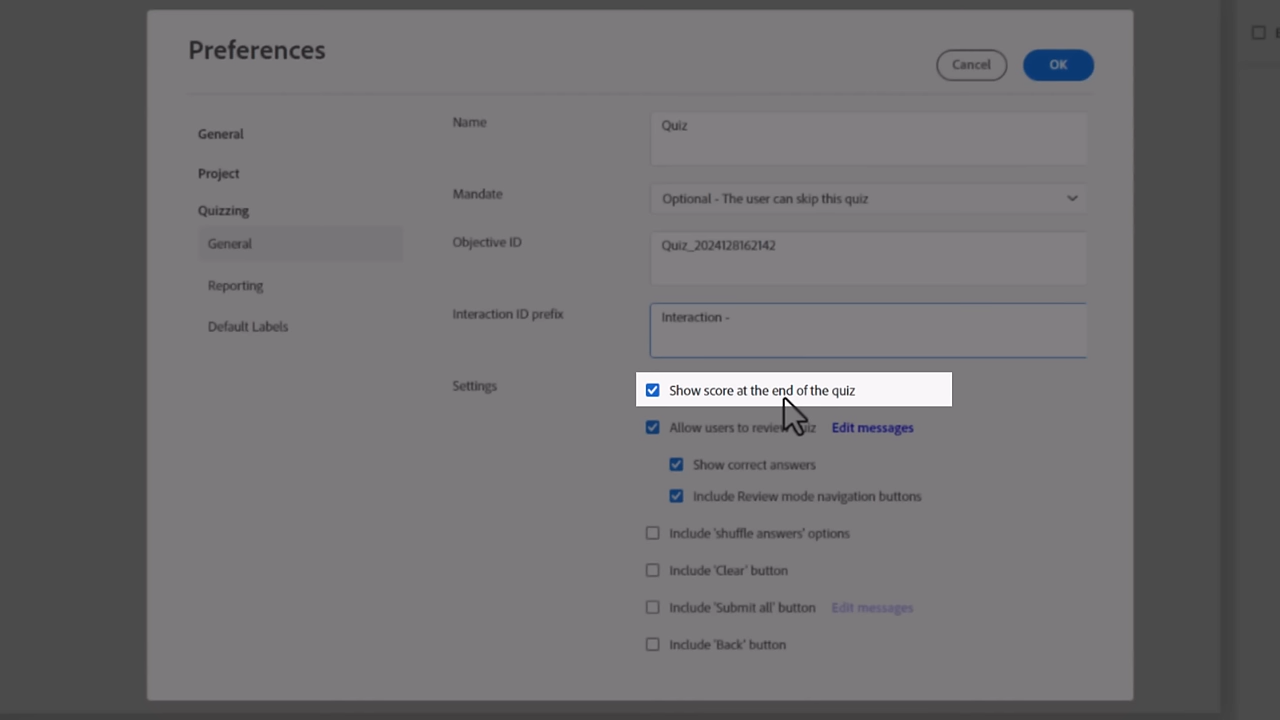 Preferences
Cancel
OK
General
Project
Quizzing
General
Reporting
Default Labels
Name
Quiz
Mandate
Optional - The user can skip this quiz
Objective ID
Quiz_2024128162142
Interaction ID prefix
Interaction -
Settings
Show score at the end of the quiz
Allow users to review quiz Edit messages
Show correct answers
Include Review mode navigation buttons
Include 'shuffle answers' options
Include 'Clear' button
Include 'Submit all' button Edit messages
Include 'Back' button